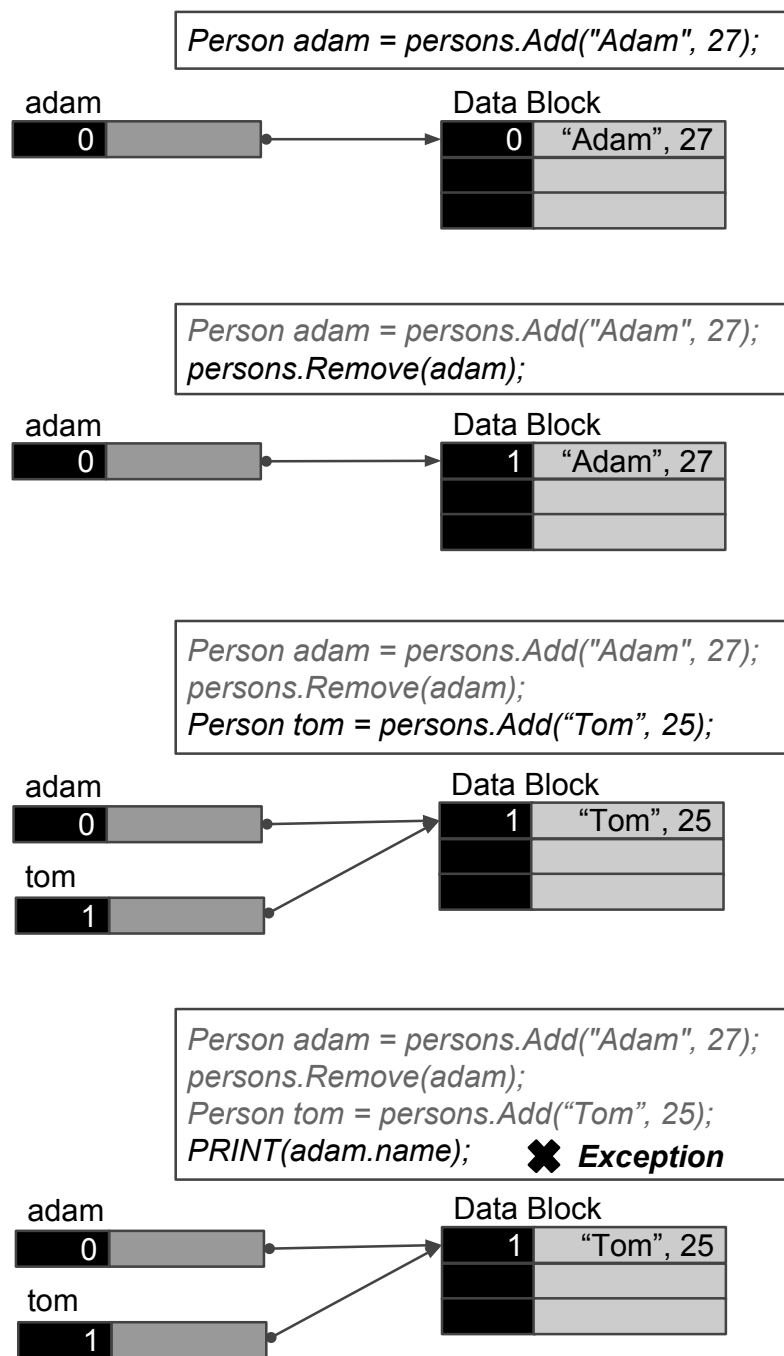 Person adam = persons.Add("Adam", 27);
adam
Data Block
0
0 “Adam”, 27
Person adam = persons.Add("Adam", 27);
persons.Remove(adam);
adam
Data Block
0
1 “Adam”, 27
Person adam = persons.Add("Adam", 27);
persons.Remove(adam);
Person tom = persons.Add(“Tom”, 25);
adam
Data Block
0
1 “Tom”, 25
tom
1
Person adam = persons.Add("Adam", 27);
persons.Remove(adam);
Person tom = persons.Add(“Tom”, 25);
PRINT(adam.name); ✖ Exception
adam
Data Block
0
1 “Tom”, 25
tom
1